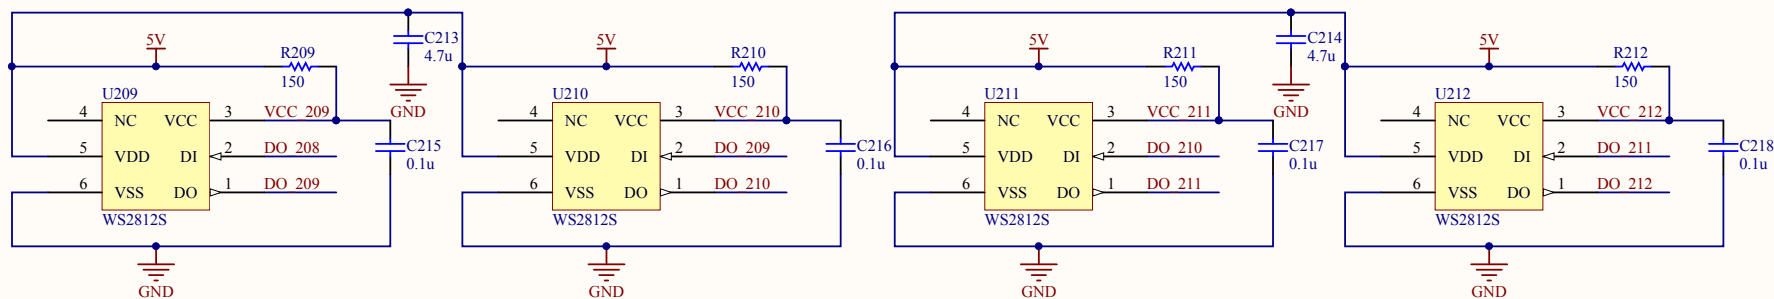 5V
R209
150
C213
4.7u
GND
U209
4 NC VCC 3 VCC_209
5 VDD DI 2 DO_208
6 VSS DO 1 DO_209
WS2812S
C215
0.1u
GND
5V
R210
150
U210
4 NC VCC 3 VCC_210
5 VDD DI 2 DO_209
6 VSS DO 1 DO_210
WS2812S
C216
0.1u
GND
5V
R211
150
C214
4.7u
GND
U211
4 NC VCC 3 VCC_211
5 VDD DI 2 DO_210
6 VSS DO 1 DO_211
WS2812S
C217
0.1u
GND
5V
R212
150
U212
4 NC VCC 3 VCC_212
5 VDD DI 2 DO_211
6 VSS DO 1 DO_212
WS2812S
C218
0.1u
GND